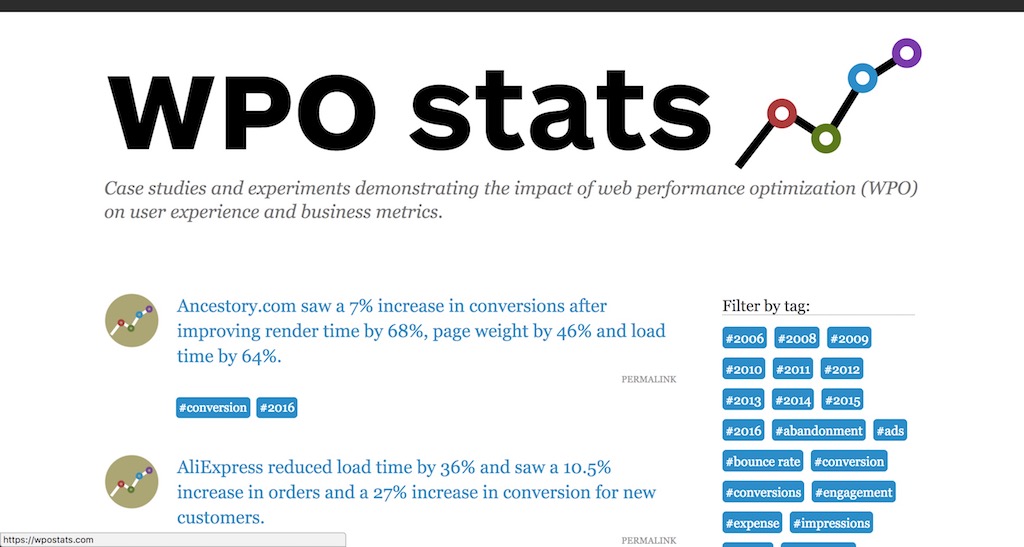 WPO stats
Case studies and experiments demonstrating the impact of web performance optimization (WPO)
on user experience and business metrics.
Ancestory.com saw a 7% increase in conversions after
improving render time by 68%, page weight by 46% and load
time by 64%.
PERMALINK
#conversion #2016
AliExpress reduced load time by 36% and saw a 10.5%
increase in orders and a 27% increase in conversion for new
customers.
PERMALINK
Filter by tag:
#2006 #2008 #2009
#2010 #2011 #2012
#2013 #2014 #2015
#2016 #abandonment #ads
#bounce rate #conversion
#conversions #engagement
#expense #impressions
https://wpostats.com